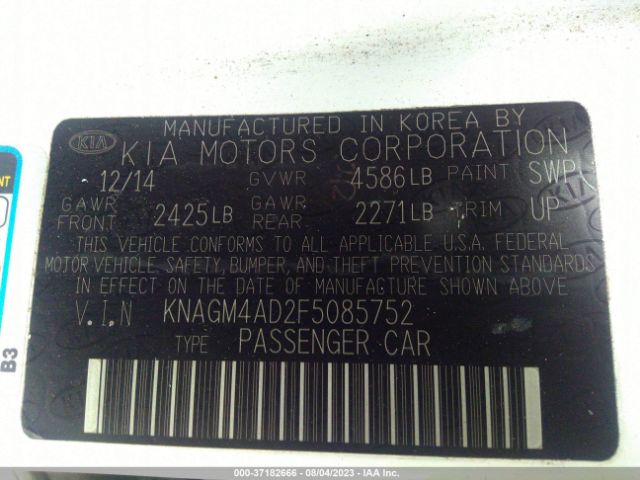 MANUFACTURED IN KOREA BY
KIA KIA MOTORS CORPORATION
12/14 GVWR 4586LB PAINT SWP
GAWR FRONT 2425LB GAWR REAR 2271LB TRIM UP
THIS VEHICLE CONFORMS TO ALL APPLICABLE U.S.A. FEDERAL
MOTOR VEHICLE, SAFETY, BUMPER, AND THEFT PREVENTION STANDARDS
IN EFFECT ON THE DATE OF MANUFACTURE SHOWN ABOVE
V.I.N KNAGM4AD2F5085752
TYPE PASSENGER CAR
B3
000-37182666 - 08/04/2023 - IAA Inc.